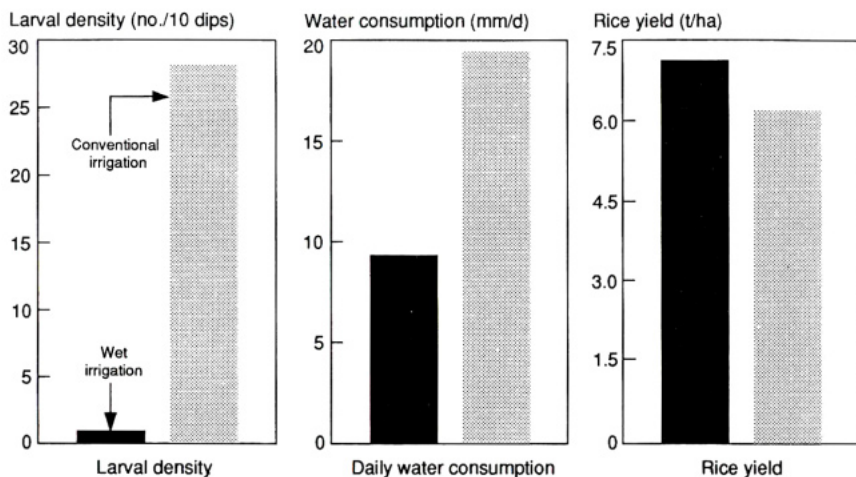 Larval density (no./10 dips)
30
25
20
15
10
5
0
Conventional
irrigation
Wet
irrigation
Larval density
Water consumption (mm/d)
20
15
10
5
0
Daily water consumption
Rice yield (t/ha)
7.5
6.0
4.5
3.0
1.5
0
Rice yield